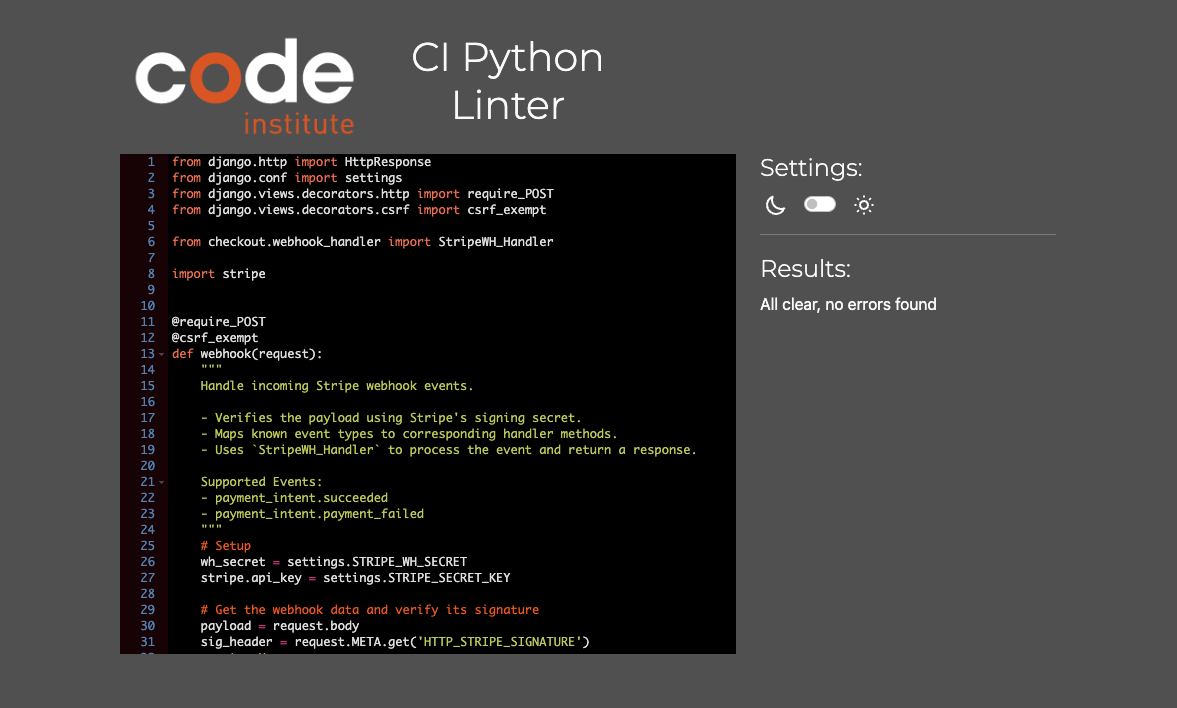 code
institute
CI Python
Linter
1 from django.http import HttpResponse
2 from django.conf import settings
3 from django.views.decorators.http import require_POST
4 from django.views.decorators.csrf import csrf_exempt
5
6 from checkout.webhook_handler import StripeWH_Handler
7
8 import stripe
9
10
11 @require_POST
12 @csrf_exempt
13 def webhook(request):
14     """
15     Handle incoming Stripe webhook events.
16
17     - Verifies the payload using Stripe's signing secret.
18     - Maps known event types to corresponding handler methods.
19     - Uses `StripeWH_Handler` to process the event and return a response.
20
21     Supported Events:
22     - payment_intent.succeeded
23     - payment_intent.payment_failed
24     """
25     # Setup
26     wh_secret = settings.STRIPE_WH_SECRET
27     stripe.api_key = settings.STRIPE_SECRET_KEY
28
29     # Get the webhook data and verify its signature
30     payload = request.body
31     sig_header = request.META.get('HTTP_STRIPE_SIGNATURE')
Settings:
Results:
All clear, no errors found